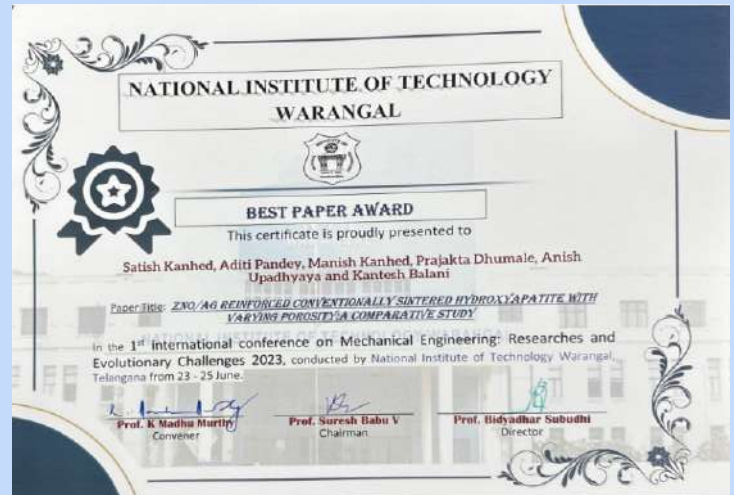 NATIONAL INSTITUTE OF TECHNOLOGY
WARANGAL
BEST PAPER AWARD
This certificate is proudly presented to
Satish Kanhed, Aditi Pandey, Manish Kanhed, Prajakta Dhumale, Anish
Upadhyaya and Kantesh Balani
Paper Title: ZNO/AG REINFORCED CONVENTIONALLY SINTERED HYDROXYAPATITE WITH
VARYING POROSITY:A COMPARATIVE STUDY
In the 1st international conference on Mechanical Engineering: Researches and
Evolutionary Challenges 2023, conducted by National Institute of Technology Warangal,
Telangana from 23 - 25 June.
Prof. K Madhu Murthy Prof. Suresh Babu V Prof. Bidyadhar Subudhi
Convener Chairman Director